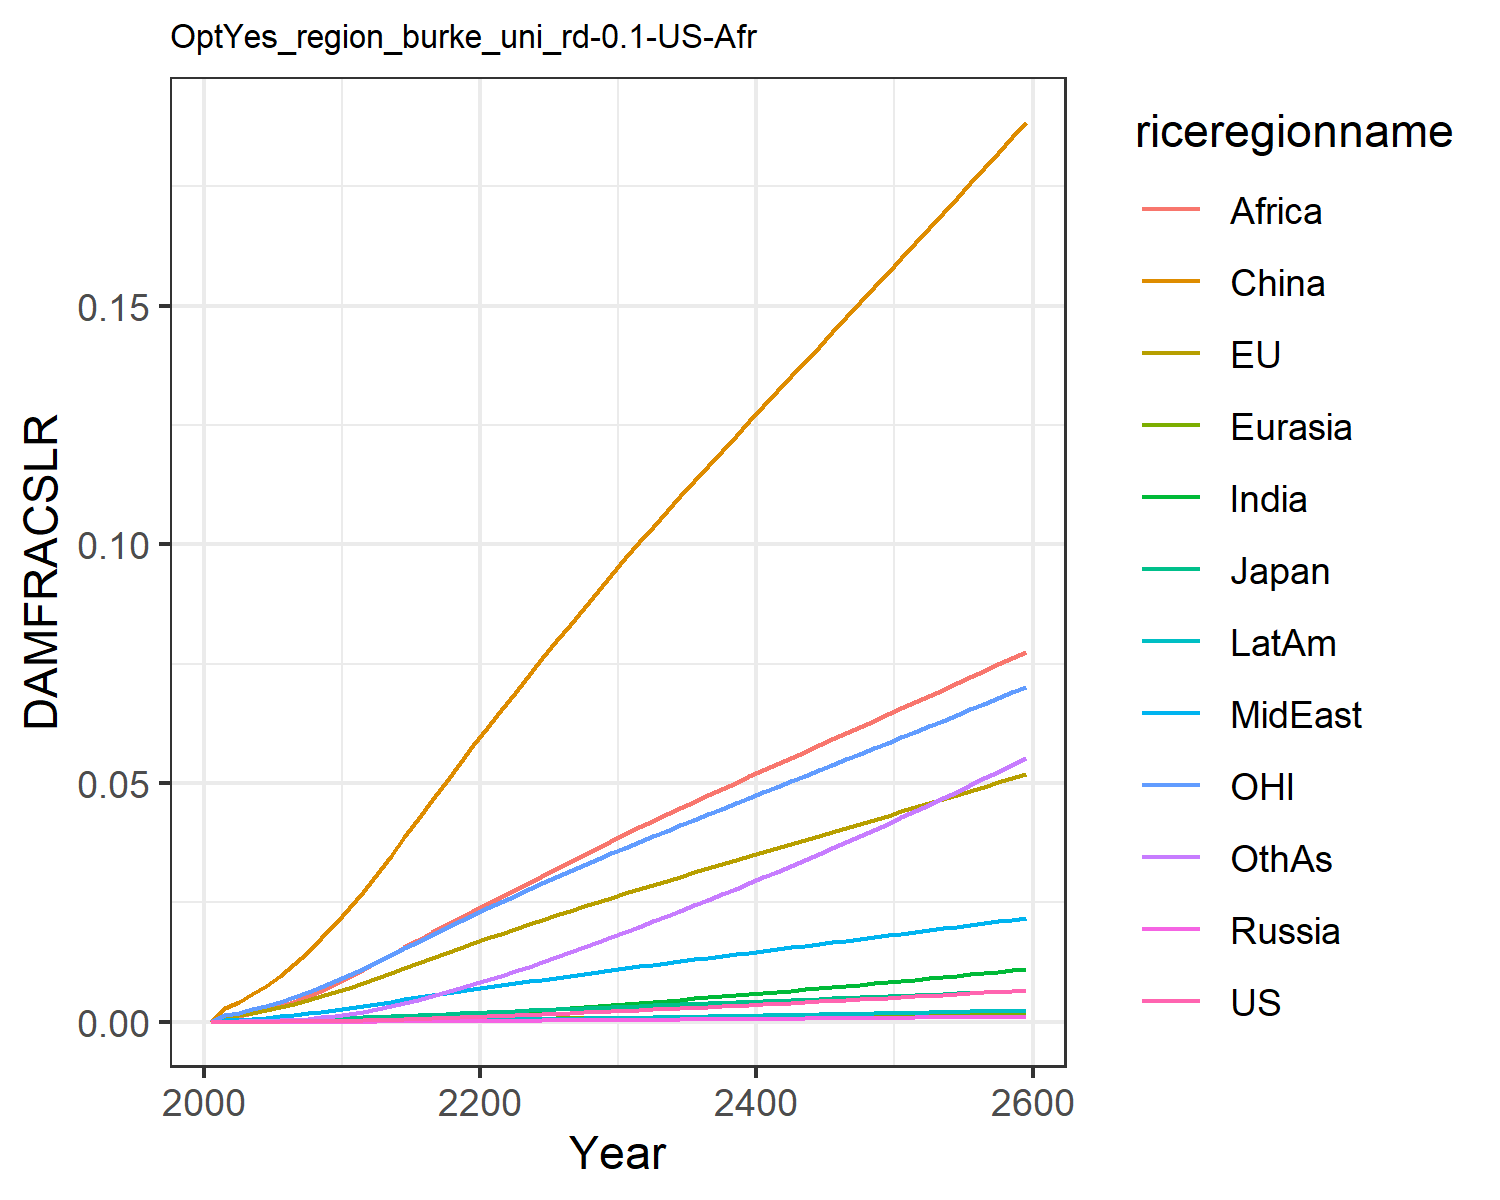 OptYes_region_burke_uni_rd-0.1-US-Afr
DAMFRACSLR
0.15
0.10
0.05
0.00
2000
2200
2400
2600
Year
riceregionname
Africa
China
EU
Eurasia
India
Japan
LatAm
MidEast
OHI
OthAs
Russia
US